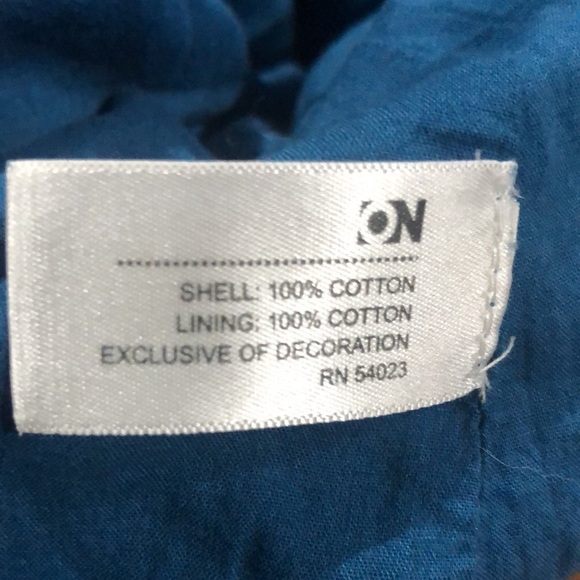 ON
SHELL: 100% COTTON
LINING: 100% COTTON
EXCLUSIVE OF DECORATION
RN 54023